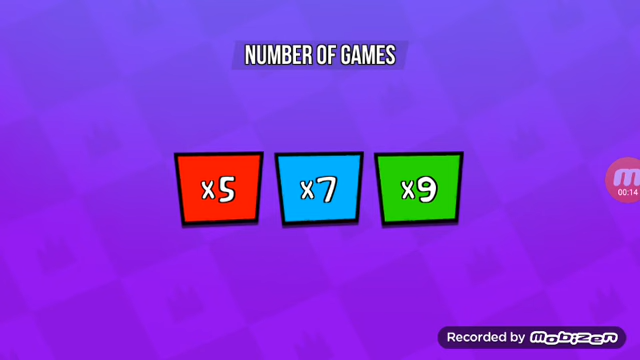 NUMBER OF GAMES
x5 x7 x9
00:14
Recorded by mobizen